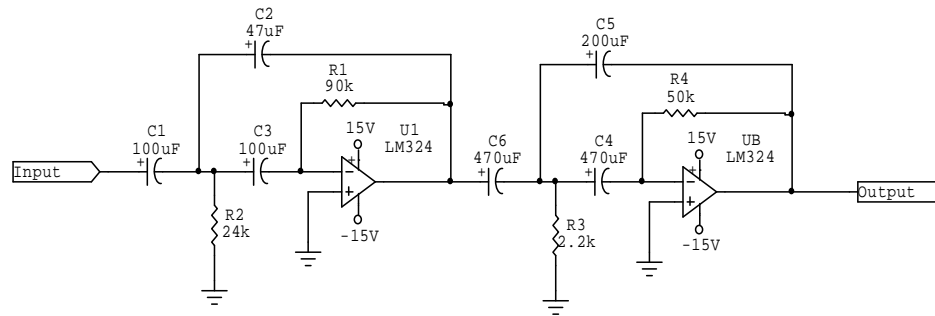 C2
47uF
R1
90k
C1
100uF
C3
100uF
15V
U1
LM324
Input
R2
24k
-15V
C5
200uF
R4
50k
C6
470uF
C4
470uF
15V
UB
LM324
R3
2.2k
-15V
Output